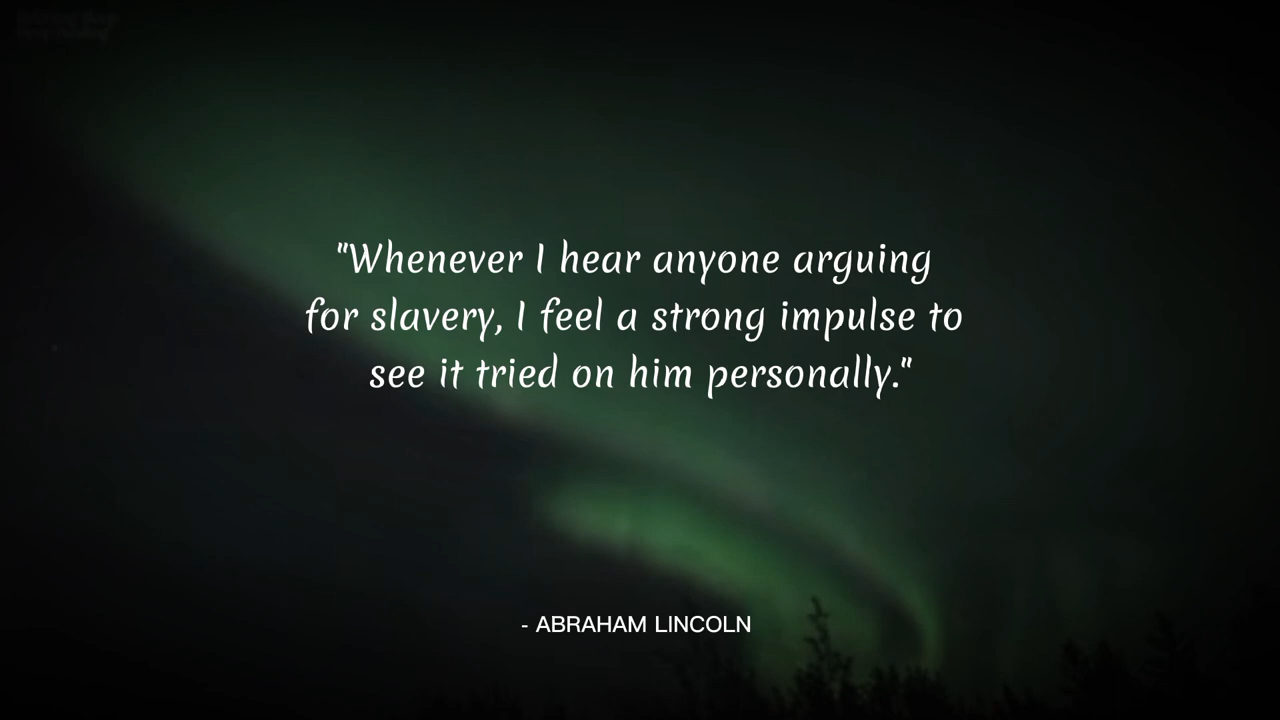 "Whenever I hear anyone arguing
for slavery, I feel a strong impulse to
see it tried on him personally."
- ABRAHAM LINCOLN